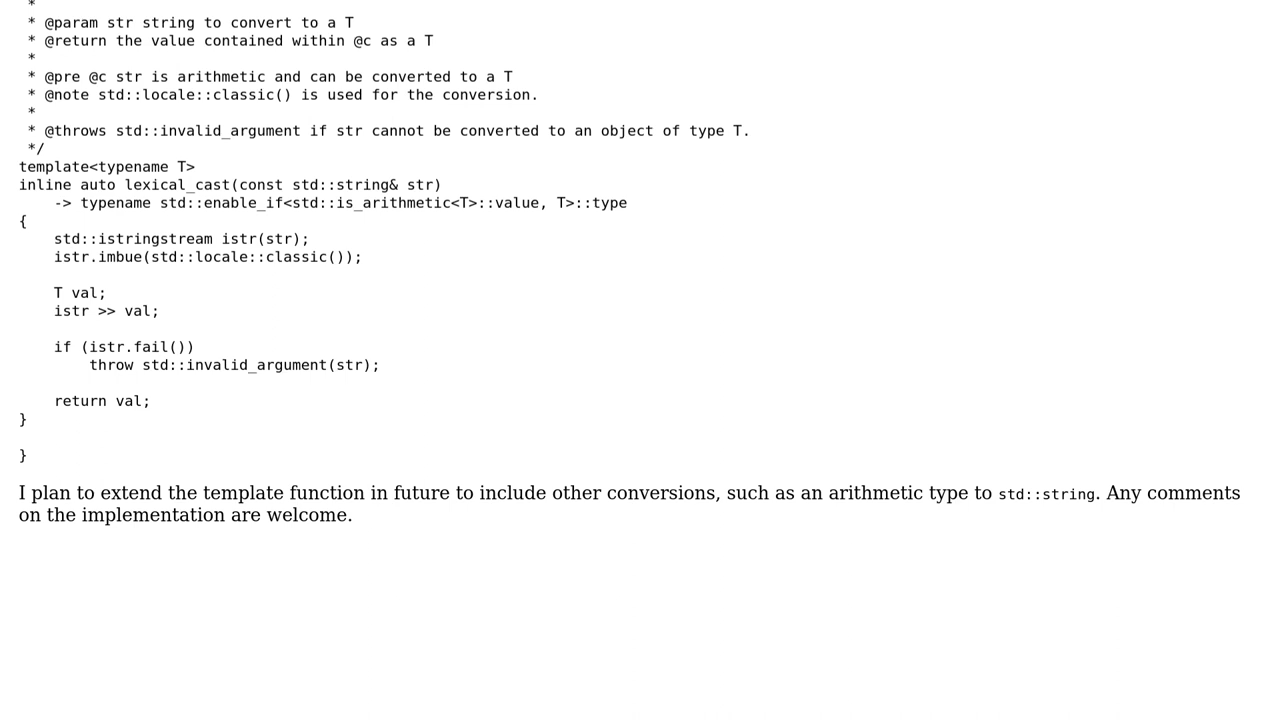 *
* @param str string to convert to a T
* @return the value contained within @c as a T
*
* @pre @c str is arithmetic and can be converted to a T
* @note std::locale::classic() is used for the conversion.
*
* @throws std::invalid_argument if str cannot be converted to an object of type T.
*/
template<typename T>
inline auto lexical_cast(const std::string& str)
    -> typename std::enable_if<std::is_arithmetic<T>::value, T>::type
{
    std::istringstream istr(str);
    istr.imbue(std::locale::classic());

    T val;
    istr >> val;

    if (istr.fail())
        throw std::invalid_argument(str);

    return val;
}

}
I plan to extend the template function in future to include other conversions, such as an arithmetic type to std::string. Any comments
on the implementation are welcome.